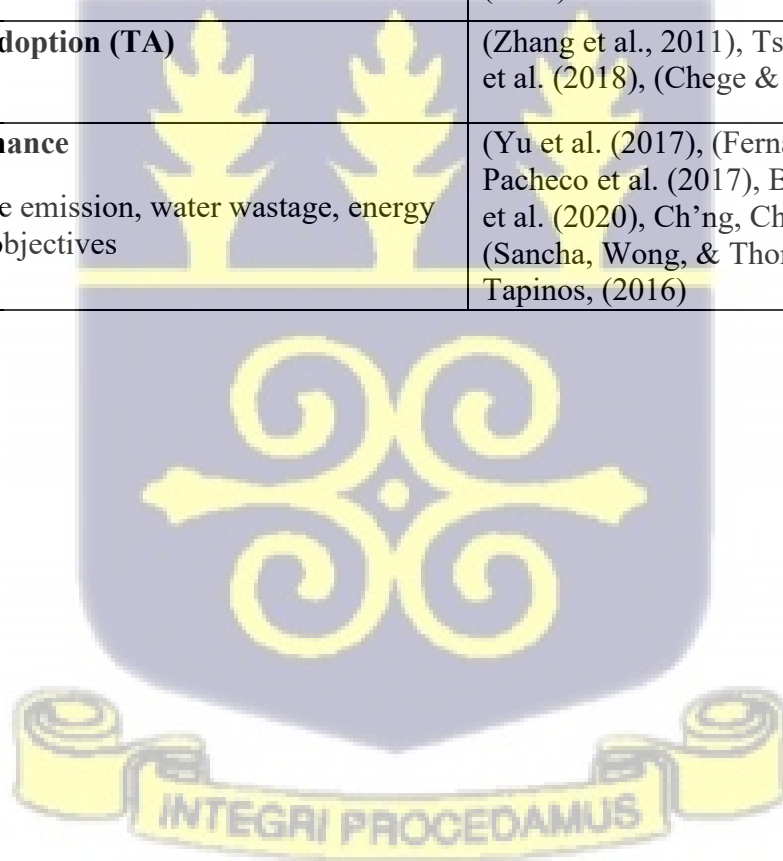 doption (TA)
(Zhang et al., 2011), Ts
et al. (2018), (Chege &
nance
(Yu et al. (2017), (Ferna
Pacheco et al. (2017), B
e emission, water wastage, energy
et al. (2020), Ch’ng, Ch
objectives
(Sancha, Wong, & Thor
Tapinos, (2016)
INTEGRI PROCEDAMUS